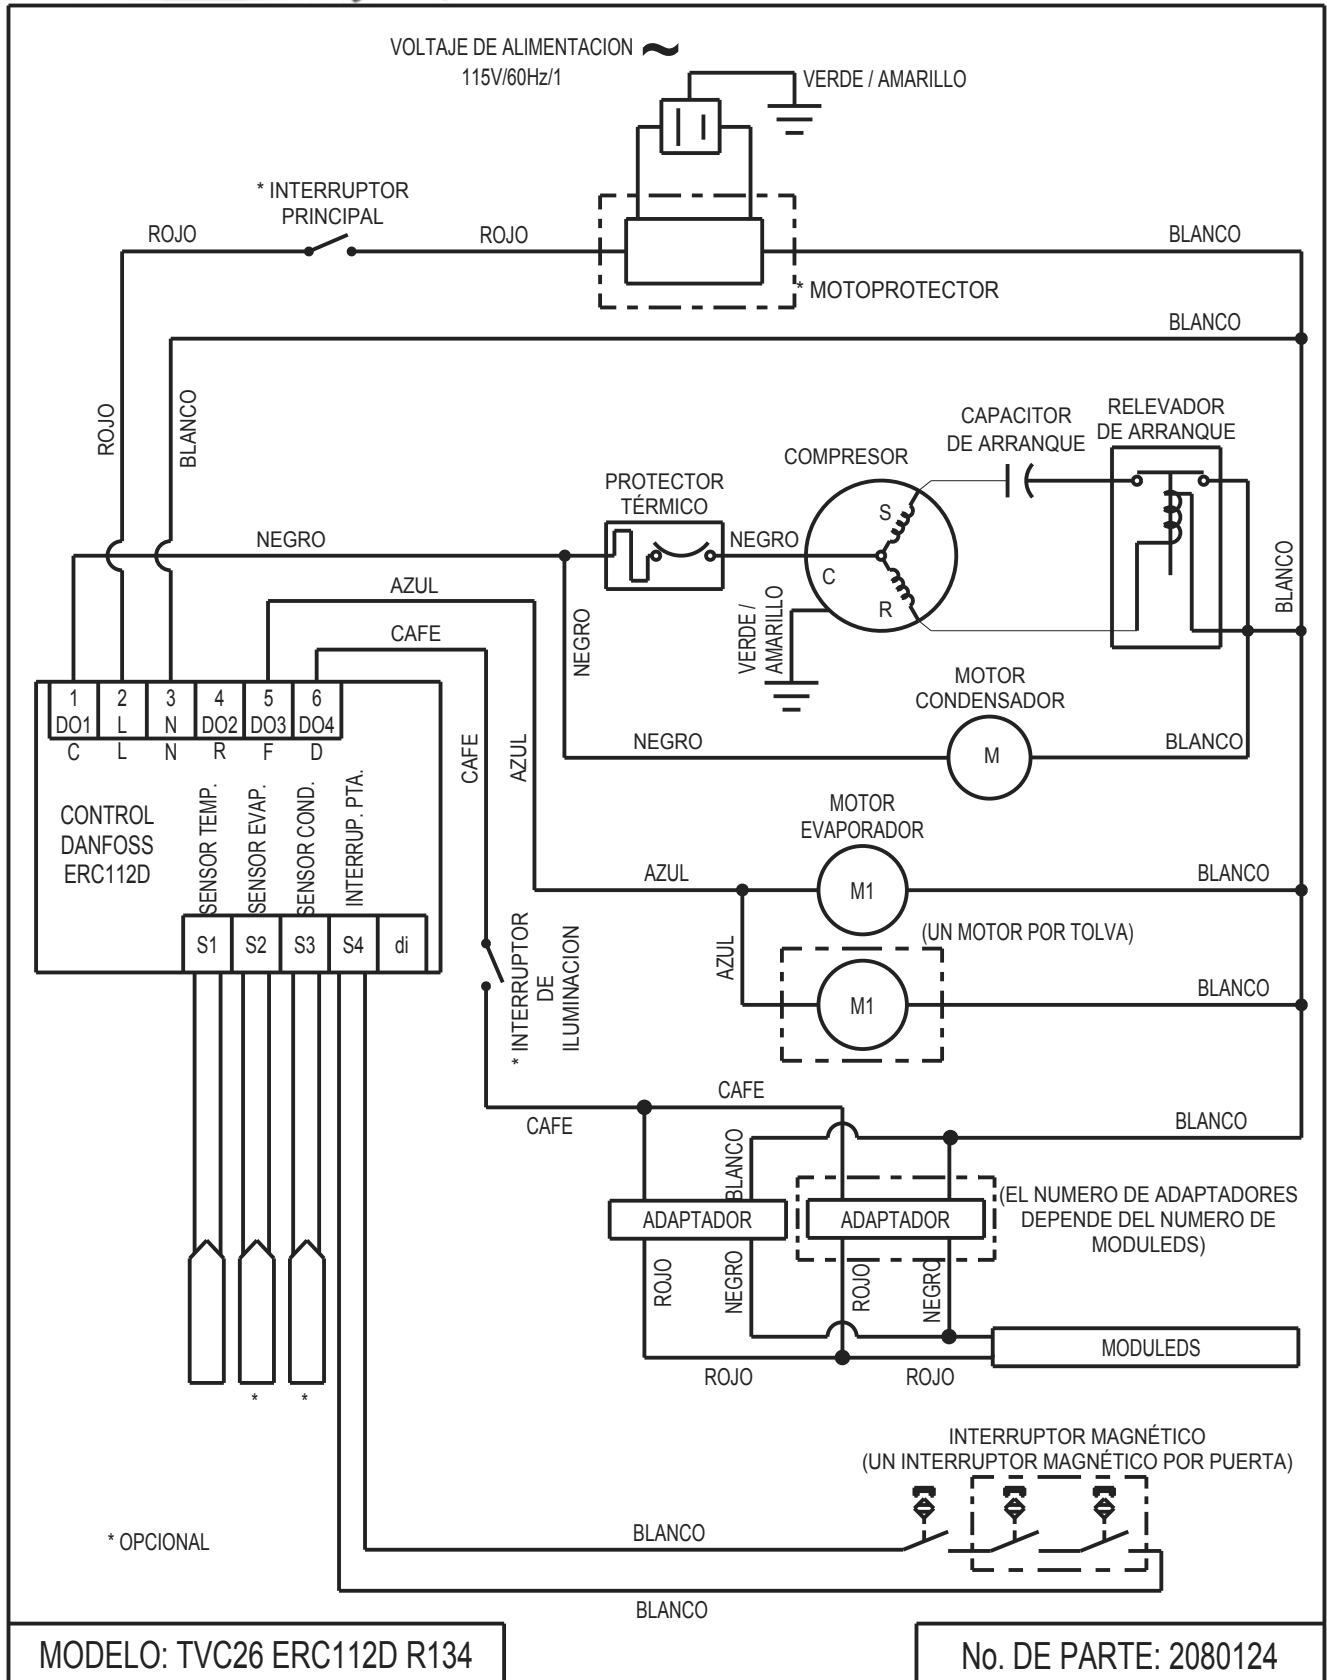 VOLTAJE DE ALIMENTACION
115V/60Hz/1
VERDE / AMARILLO
* INTERRUPTOR
PRINCIPAL
ROJO
ROJO
BLANCO
* MOTOPROTECTOR
BLANCO
ROJO
BLANCO
CAPACITOR
DE ARRANQUE
RELEVADOR
DE ARRANQUE
COMPRESOR
PROTECTOR
TÉRMICO
NEGRO
NEGRO
S
C
R
BLANCO
AZUL
CAFE
NEGRO
VERDE /
AMARILLO
MOTOR
CONDENSADOR
NEGRO
M
BLANCO
1 2 3 4 5 6
DO1 L N DO2 DO3 DO4
C L N R F D
CONTROL
DANFOSS
ERC112D
SENSOR TEMP.
SENSOR EVAP.
SENSOR COND.
INTERRUP. PTA.
S1 S2 S3 S4 di
CAFE
AZUL
MOTOR
EVAPORADOR
AZUL
M1
BLANCO
(UN MOTOR POR TOLVA)
AZUL
M1
BLANCO
* INTERRUPTOR
DE
ILUMINACION
CAFE
CAFE
BLANCO
BLANCO
ADAPTADOR
ADAPTADOR
(EL NUMERO DE ADAPTADORES
DEPENDE DEL NUMERO DE
MODULEDS)
ROJO
NEGRO
ROJO
NEGRO
MODULEDS
ROJO
ROJO
*
*
INTERRUPTOR MAGNÉTICO
(UN INTERRUPTOR MAGNÉTICO POR PUERTA)
* OPCIONAL
BLANCO
BLANCO
MODELO: TVC26 ERC112D R134
No. DE PARTE: 2080124